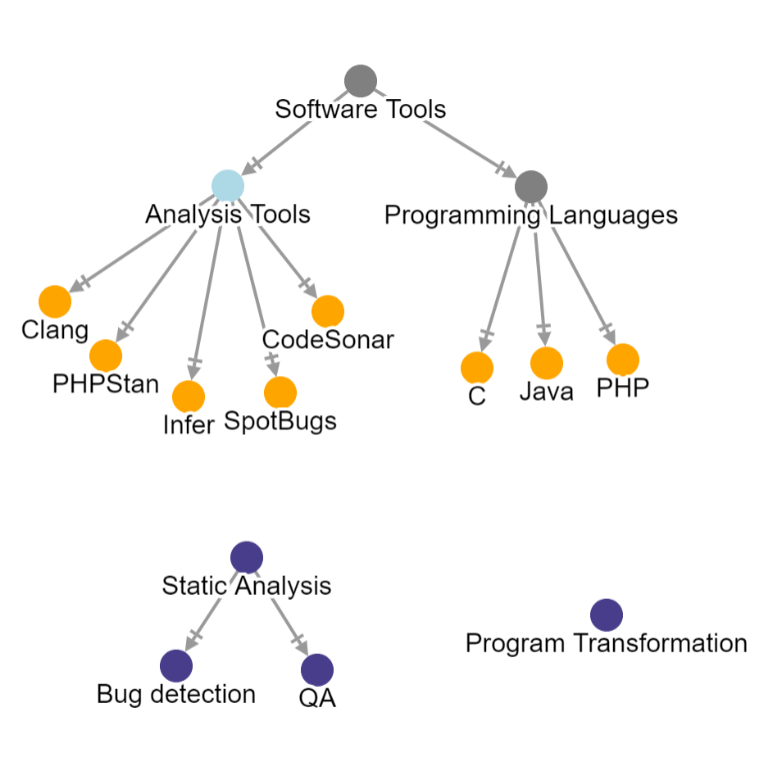 Software Tools
Analysis Tools
Programming Languages
Clang
PHPStan
Infer
SpotBugs
CodeSonar
C
Java
PHP
Static Analysis
Bug detection
QA
Program Transformation